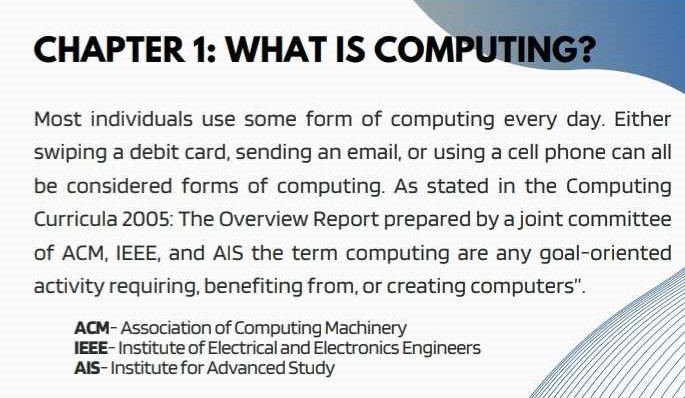 CHAPTER 1: WHAT IS COMPUTING?
Most individuals use some form of computing every day. Either
swiping a debit card, sending an email, or using a cell phone can all
be considered forms of computing. As stated in the Computing
Curricula 2005: The Overview Report prepared by a joint committee
of ACM, IEEE, and AIS the term computing are any goal-oriented
activity requiring, benefiting from, or creating computers”.
ACM- Association of Computing Machinery
IEEE- Institute of Electrical and Electronics Engineers
AIS- Institute for Advanced Study